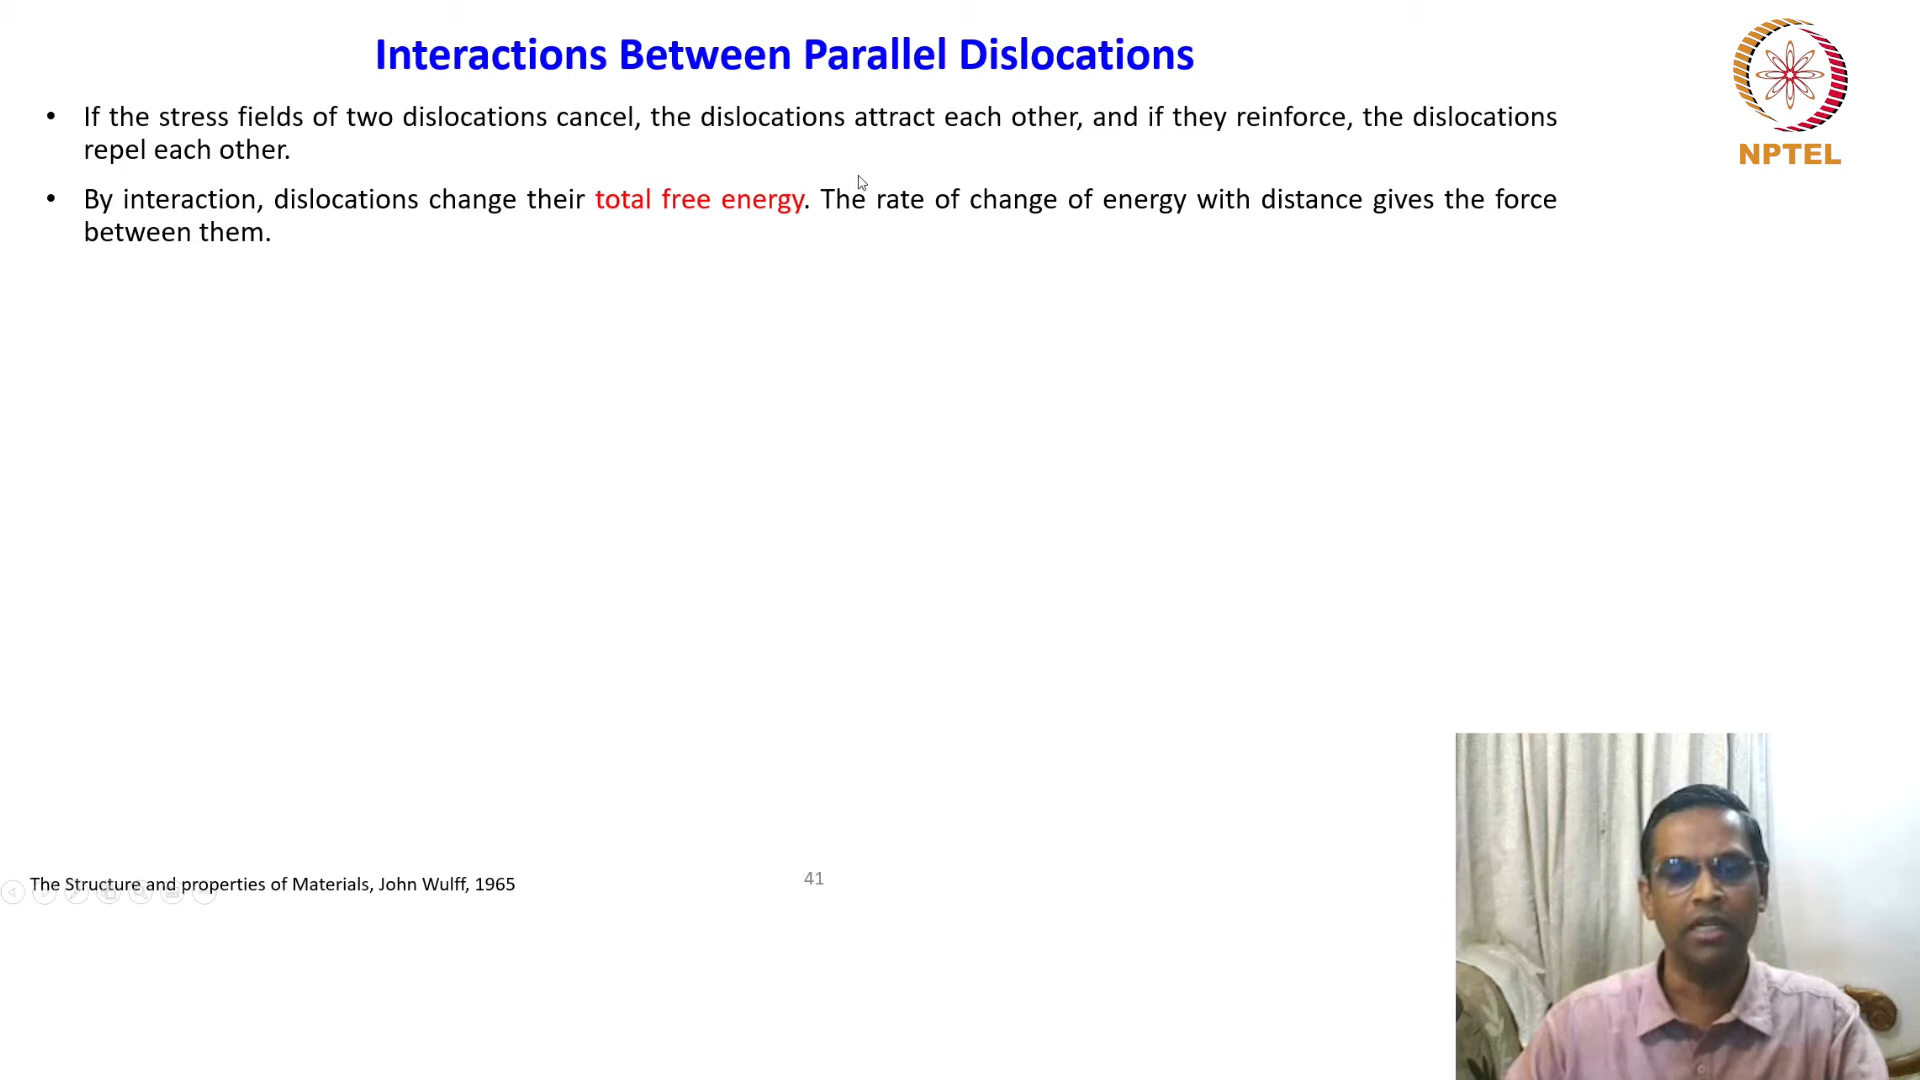 Interactions Between Parallel Dislocations
NPTEL
• If the stress fields of two dislocations cancel, the dislocations attract each other, and if they reinforce, the dislocations
repel each other.
• By interaction, dislocations change their total free energy. The rate of change of energy with distance gives the force
between them.
The Structure and properties of Materials, John Wulff, 1965
41